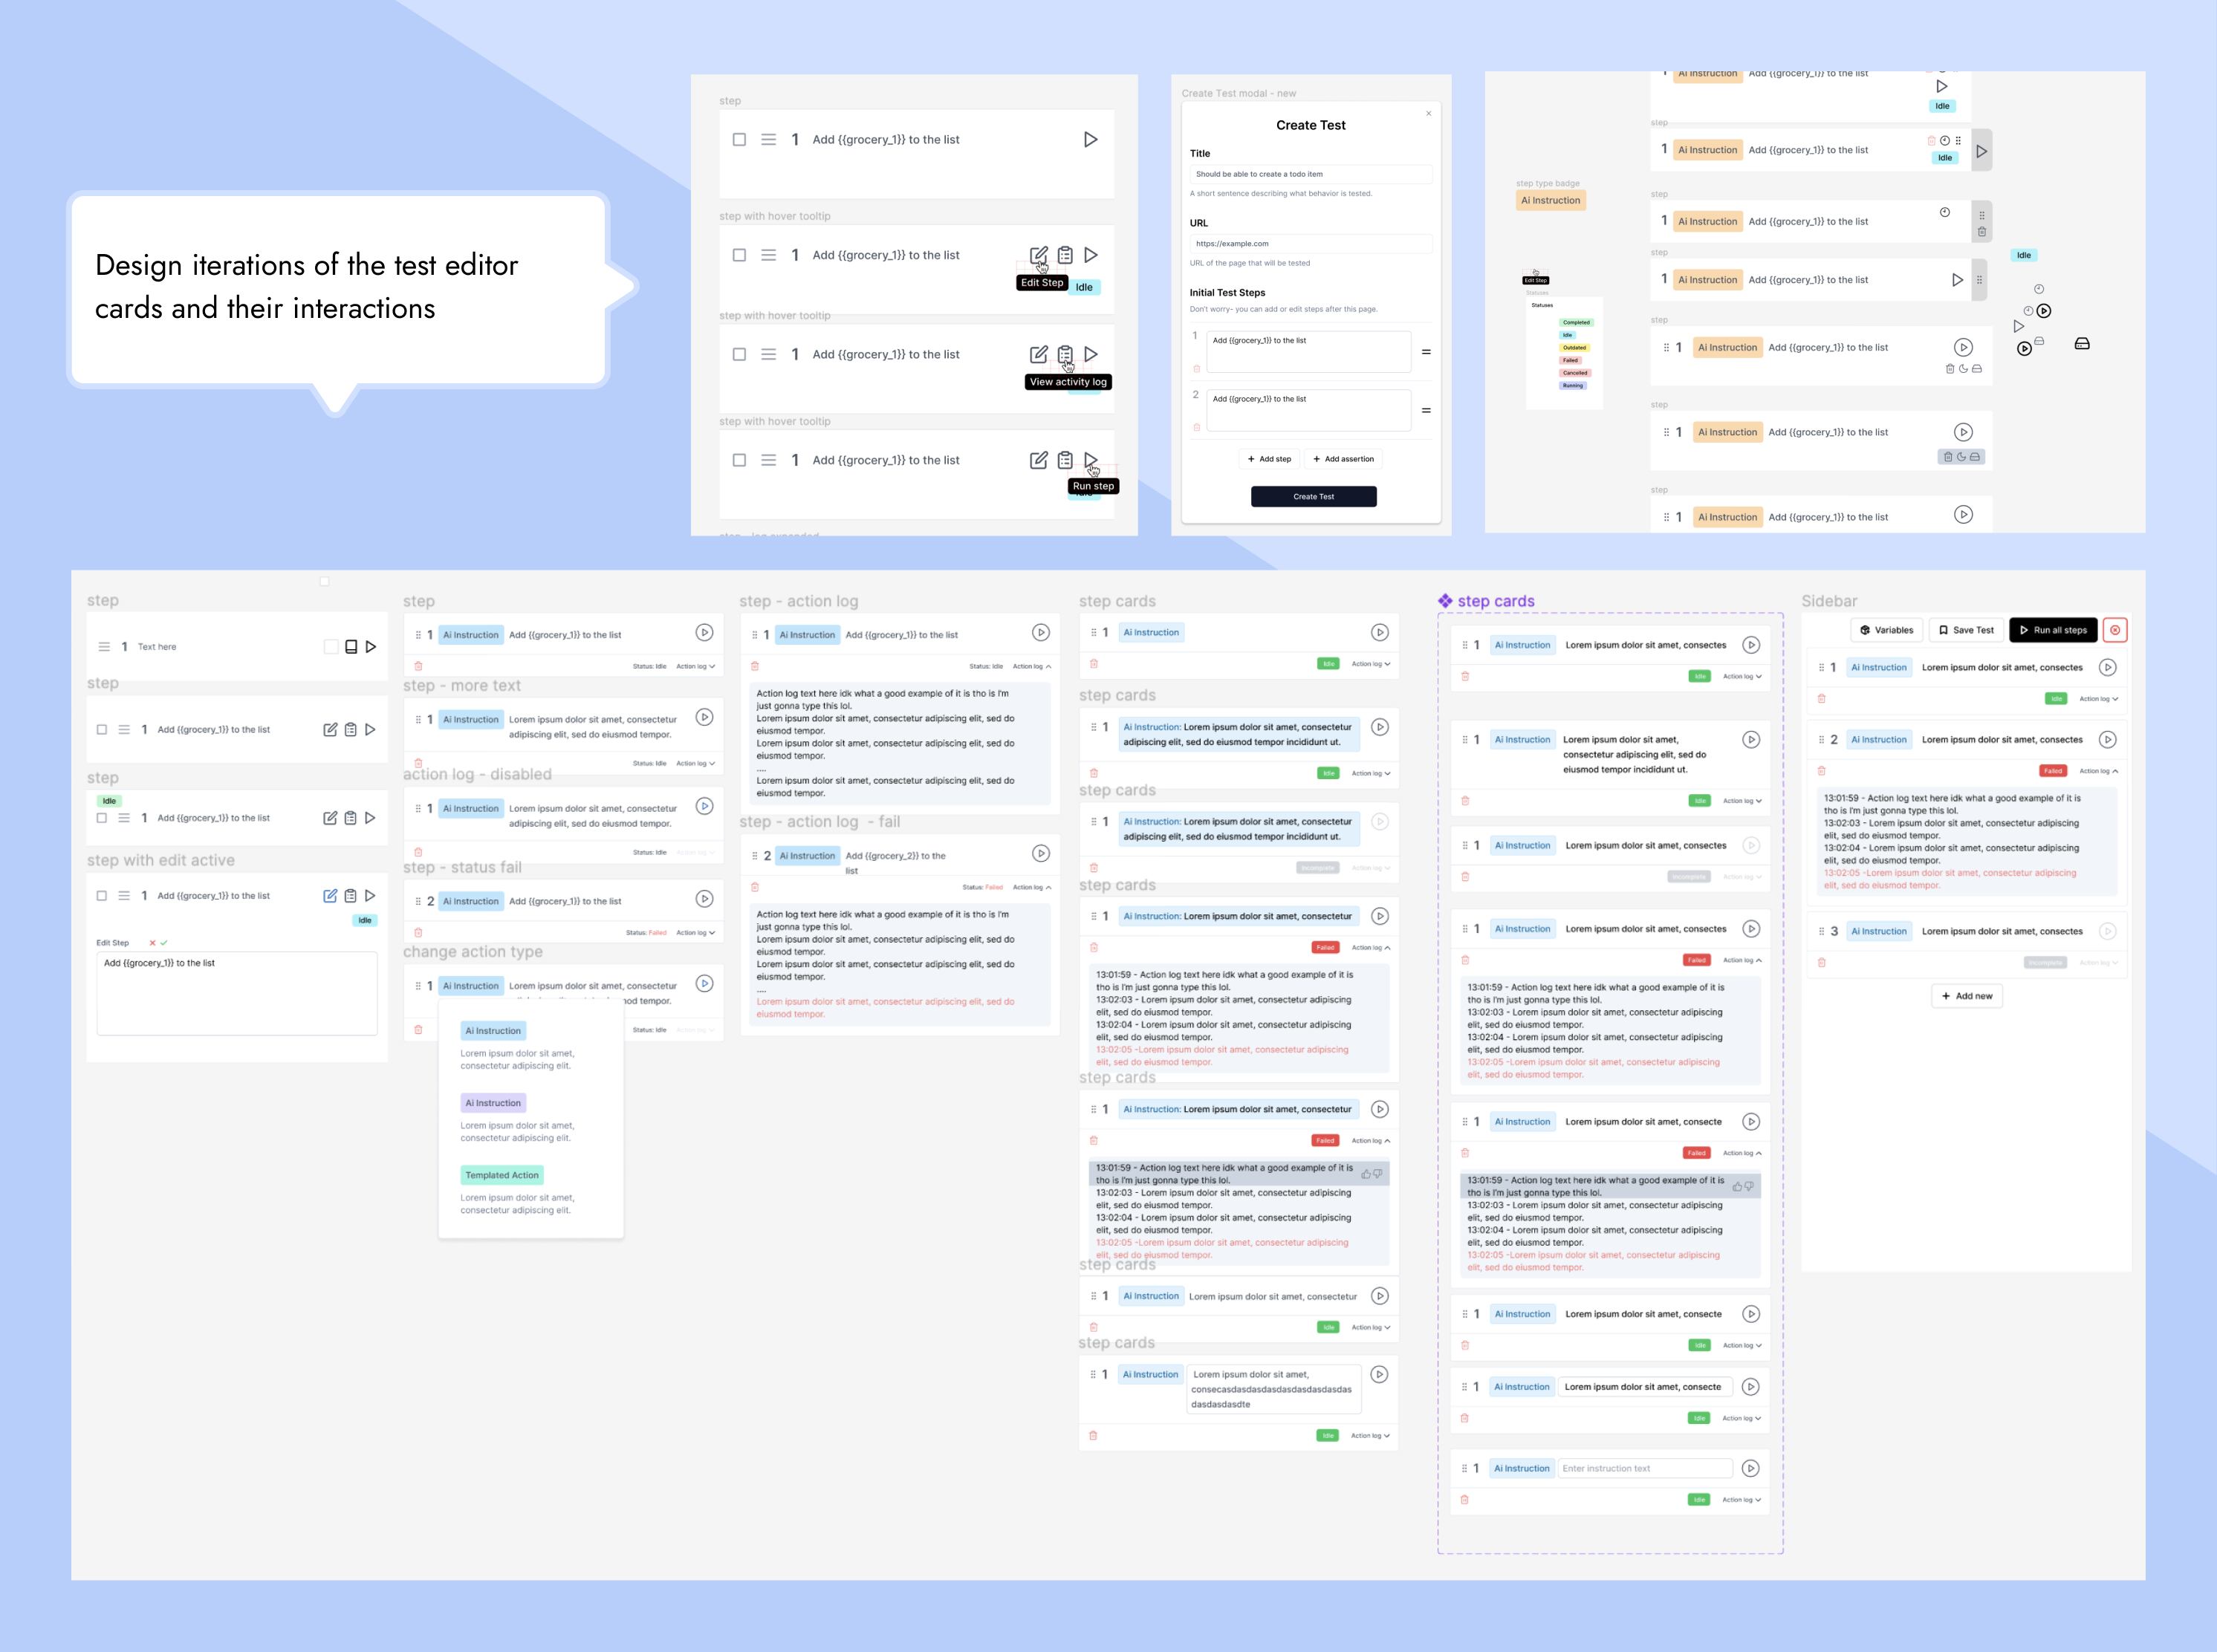 Design iterations of the test editor
cards and their interactions
step
1 Add {{grocery_1}} to the list
step with hover tooltip
1 Add {{grocery_1}} to the list
Edit Step
Idle
step with hover tooltip
1 Add {{grocery_1}} to the list
View activity log
step with hover tooltip
1 Add {{grocery_1}} to the list
Run step
Create Test modal - new
Create Test
Title
Should be able to create a todo item
A short sentence describing what behavior is tested.
URL
https://example.com
URL of the page that will be tested
Initial Test Steps
Don't worry- you can add or edit steps after this page.
1
Add {{grocery_1}} to the list
2
Add {{grocery_1}} to the list
+ Add step
+ Add assertion
Create Test
step type badge
Ai Instruction
Edit Step
Statuses
Statuses
Completed
Idle
Outdated
Failed
Cancelled
Running
1 Ai Instruction Add {{grocery_1}} to the list
Idle
step
1 Ai Instruction Add {{grocery_1}} to the list
Idle
step
1 Ai Instruction Add {{grocery_1}} to the list
step
1 Ai Instruction Add {{grocery_1}} to the list
Idle
step
1 Ai Instruction Add {{grocery_1}} to the list
step
1 Ai Instruction Add {{grocery_1}} to the list
step
1 Ai Instruction Add {{grocery_1}} to the list
step
1 Text here
step
1 Add {{grocery_1}} to the list
step
Idle
1 Add {{grocery_1}} to the list
step with edit active
1 Add {{grocery_1}} to the list
Idle
Edit Step
Add {{grocery_1}} to the list
step
1 Ai Instruction Add {{grocery_1}} to the list
Status: Idle Action log
step - more text
1 Ai Instruction Lorem ipsum dolor sit amet, consectetur
adipiscing elit, sed do eiusmod tempor.
Status: Idle Action log
action log - disabled
1 Ai Instruction Lorem ipsum dolor sit amet, consectetur
adipiscing elit, sed do eiusmod tempor.
Status: Idle Action log
step - status fail
2 Ai Instruction Add {{grocery_1}} to the list
Status: Failed Action log
change action type
1 Ai Instruction Lorem ipsum dolor sit amet, consectetur
mod tempor.
Status: Idle Action log
Ai Instruction
Lorem ipsum dolor sit amet,
consectetur adipiscing elit.
Ai Instruction
Lorem ipsum dolor sit amet,
consectetur adipiscing elit.
Templated Action
Lorem ipsum dolor sit amet,
consectetur adipiscing elit.
step - action log
1 Ai Instruction Add {{grocery_1}} to the list
Status: Idle Action log
Action log text here idk what a good example of it is tho is I'm
just gonna type this lol.
Lorem ipsum dolor sit amet, consectetur adipiscing elit, sed do
eiusmod tempor.
Lorem ipsum dolor sit amet, consectetur adipiscing elit, sed do
eiusmod tempor.
....
Lorem ipsum dolor sit amet, consectetur adipiscing elit, sed do
eiusmod tempor.
step - action log - fail
2 Ai Instruction Add {{grocery_2}} to the
list
Status: Failed Action log
Action log text here idk what a good example of it is tho is I'm
just gonna type this lol.
Lorem ipsum dolor sit amet, consectetur adipiscing elit, sed do
eiusmod tempor.
Lorem ipsum dolor sit amet, consectetur adipiscing elit, sed do
eiusmod tempor.
....
Lorem ipsum dolor sit amet, consectetur adipiscing elit, sed do
eiusmod tempor.
step cards
1 Ai Instruction
Idle Action log
step cards
1 Ai Instruction: Lorem ipsum dolor sit amet, consectetur
adipiscing elit, sed do eiusmod tempor incididunt ut.
Idle Action log
step cards
1 Ai Instruction: Lorem ipsum dolor sit amet, consectetur
adipiscing elit, sed do eiusmod tempor incididunt ut.
Incomplete Action log
step cards
1 Ai Instruction: Lorem ipsum dolor sit amet, consectetur
Failed Action log
13:01:59 - Action log text here idk what a good example of it is
tho is I'm just gonna type this lol.
13:02:03 - Lorem ipsum dolor sit amet, consectetur adipiscing
elit, sed do eiusmod tempor.
13:02:04 - Lorem ipsum dolor sit amet, consectetur adipiscing
elit, sed do eiusmod tempor.
13:02:05 -Lorem ipsum dolor sit amet, consectetur adipiscing
elit, sed do eiusmod tempor.
step cards
1 Ai Instruction: Lorem ipsum dolor sit amet, consectetur
Failed Action log
13:01:59 - Action log text here idk what a good example of it is
tho is I'm just gonna type this lol.
13:02:03 - Lorem ipsum dolor sit amet, consectetur adipiscing
elit, sed do eiusmod tempor.
13:02:04 - Lorem ipsum dolor sit amet, consectetur adipiscing
elit, sed do eiusmod tempor.
13:02:05 -Lorem ipsum dolor sit amet, consectetur adipiscing
elit, sed do eiusmod tempor.
step cards
1 Ai Instruction Lorem ipsum dolor sit amet, consectetur
Idle Action log
step cards
1 Ai Instruction Lorem ipsum dolor sit amet,
consecasdasdasdasdasdasdasdasdas
dasdasdasdte
Idle Action log
step cards
1 Ai Instruction Lorem ipsum dolor sit amet, consectes
Idle Action log
1 Ai Instruction Lorem ipsum dolor sit amet,
consectetur adipiscing elit, sed do
eiusmod tempor incididunt ut.
Idle Action log
1 Ai Instruction Lorem ipsum dolor sit amet, consectes
Incomplete Action log
1 Ai Instruction Lorem ipsum dolor sit amet, consectes
Failed Action log
13:01:59 - Action log text here idk what a good example of it is
tho is I'm just gonna type this lol.
13:02:03 - Lorem ipsum dolor sit amet, consectetur adipiscing
elit, sed do eiusmod tempor.
13:02:04 - Lorem ipsum dolor sit amet, consectetur adipiscing
elit, sed do eiusmod tempor.
13:02:05 -Lorem ipsum dolor sit amet, consectetur adipiscing
elit, sed do eiusmod tempor.
1 Ai Instruction Lorem ipsum dolor sit amet, consecte
Failed Action log
13:01:59 - Action log text here idk what a good example of it is
tho is I'm just gonna type this lol.
13:02:03 - Lorem ipsum dolor sit amet, consectetur adipiscing
elit, sed do eiusmod tempor.
13:02:04 - Lorem ipsum dolor sit amet, consectetur adipiscing
elit, sed do eiusmod tempor.
13:02:05 -Lorem ipsum dolor sit amet, consectetur adipiscing
elit, sed do eiusmod tempor.
1 Ai Instruction Lorem ipsum dolor sit amet, consecte
Idle Action log
1 Ai Instruction Lorem ipsum dolor sit amet, consecte
Idle Action log
1 Ai Instruction Enter instruction text
Idle Action log
Sidebar
Variables Save Test Run all steps
1 Ai Instruction Lorem ipsum dolor sit amet, consectes
Idle Action log
2 Ai Instruction Lorem ipsum dolor sit amet, consectes
Failed Action log
13:01:59 - Action log text here idk what a good example of it is
tho is I'm just gonna type this lol.
13:02:03 - Lorem ipsum dolor sit amet, consectetur adipiscing
elit, sed do eiusmod tempor.
13:02:04 - Lorem ipsum dolor sit amet, consectetur adipiscing
elit, sed do eiusmod tempor.
13:02:05 -Lorem ipsum dolor sit amet, consectetur adipiscing
elit, sed do eiusmod tempor.
3 Ai Instruction Lorem ipsum dolor sit amet, consectes
Incomplete Action log
+ Add new